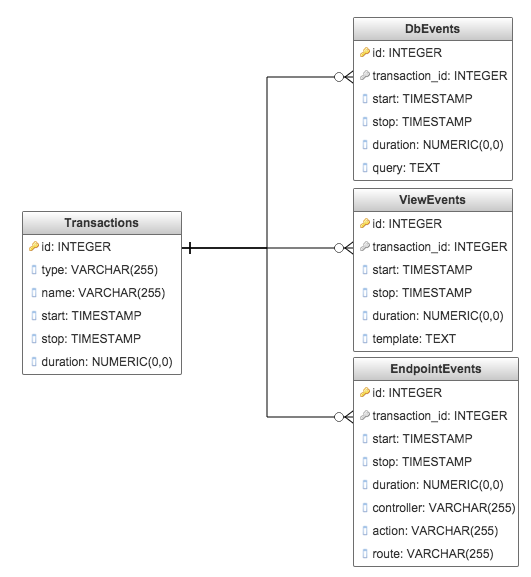 DbEvents
id: INTEGER
transaction_id: INTEGER
start: TIMESTAMP
stop: TIMESTAMP
duration: NUMERIC(0,0)
query: TEXT
ViewEvents
id: INTEGER
transaction_id: INTEGER
start: TIMESTAMP
stop: TIMESTAMP
duration: NUMERIC(0,0)
template: TEXT
Transactions
id: INTEGER
type: VARCHAR(255)
name: VARCHAR(255)
start: TIMESTAMP
stop: TIMESTAMP
duration: NUMERIC(0,0)
EndpointEvents
id: INTEGER
transaction_id: INTEGER
start: TIMESTAMP
stop: TIMESTAMP
duration: NUMERIC(0,0)
controller: VARCHAR(255)
action: VARCHAR(255)
route: VARCHAR(255)